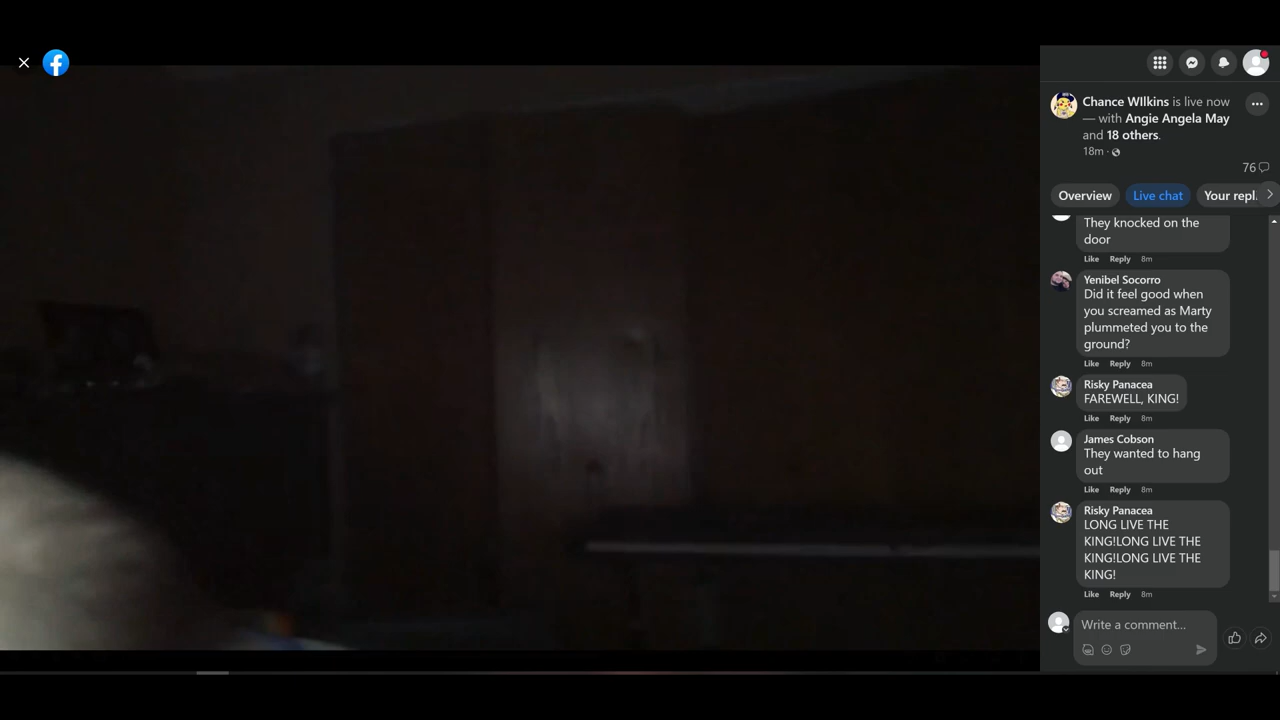 Chance WIlkins is live now
— with Angie Angela May
and 18 others.
18m
76
Overview
Live chat
Your repl.
They knocked on the
door
Like Reply 8m
Yenibel Socorro
Did it feel good when
you screamed as Marty
plummeted you to the
ground?
Like Reply 8m
Risky Panacea
FAREWELL, KING!
Like Reply 8m
James Cobson
They wanted to hang
out
Like Reply 8m
Risky Panacea
LONG LIVE THE
KING!LONG LIVE THE
KING!LONG LIVE THE
KING!
Like Reply 8m
Write a comment...